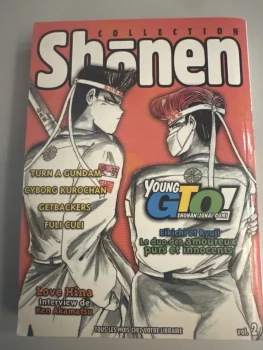 COLLECTION
Shōnen
TURN A GUNDAM
CYBORG KUROCHAN
GETBACKERS
FULI CULI
YOUNG
GTO!
SHONAN JUNAI GUMI
Eikichi et Ryuji
Le duo des amoureux
purs et innocents
Love Hina
Interview de
Ken Akamatsu
TOUS LES MOIS CHEZ VOTRE LIBRAIRE
vol. 2